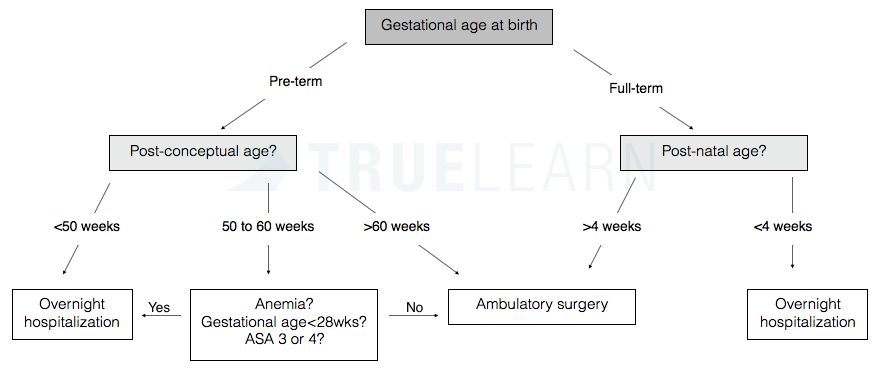 Gestational age at birth
Pre-term
Full-term
Post-conceptual age?
Post-natal age?
TRUELEARN
<50 weeks
50 to 60 weeks
>60 weeks
>4 weeks
<4 weeks
Overnight
hospitalization
Yes
Anemia?
Gestational age<28wks?
ASA 3 or 4?
No
Ambulatory surgery
Overnight
hospitalization